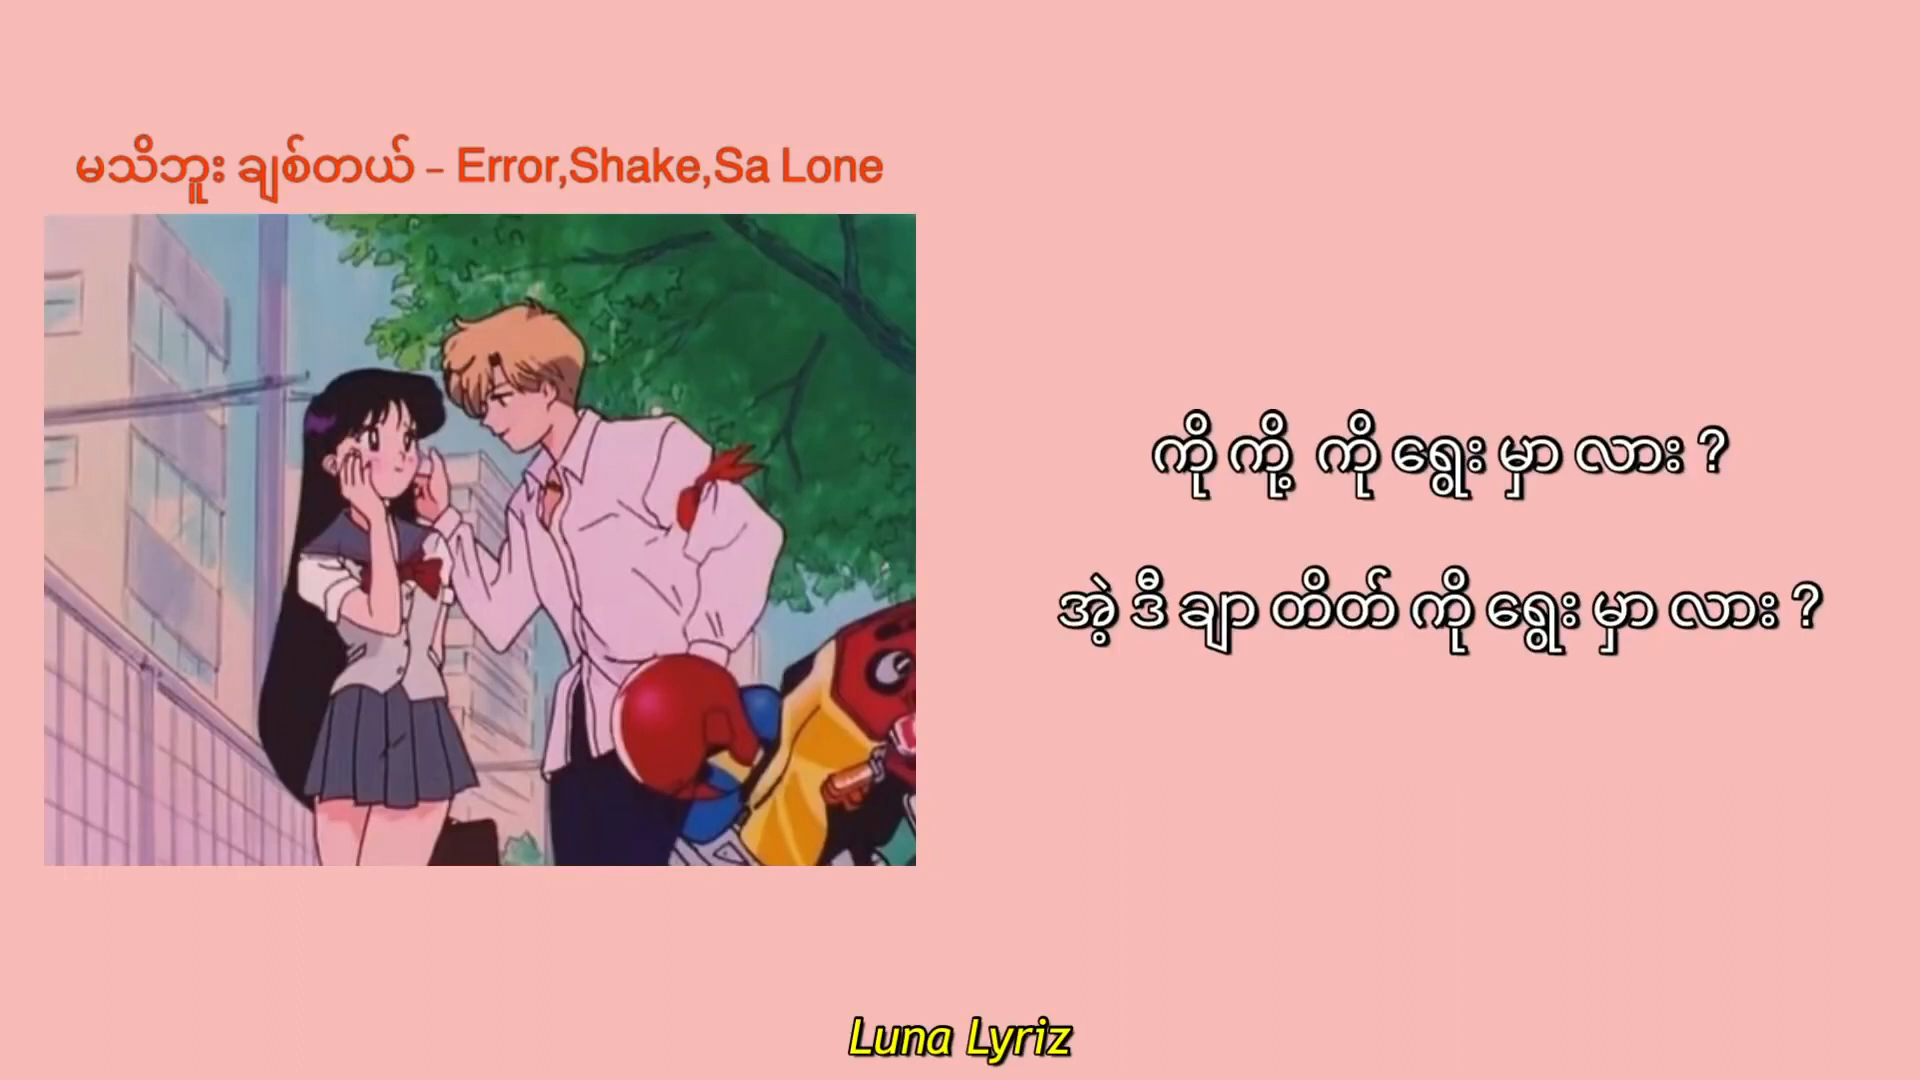 မသိဘူး ချစ်တယ် – Error,Shake,Sa Lone
ကို ကို့ ကို ရွေး မှာ လား ?
အဲ့ ဒီ ချာ တိတ် ကို ရွေး မှာ လား ?
Luna Lyriz